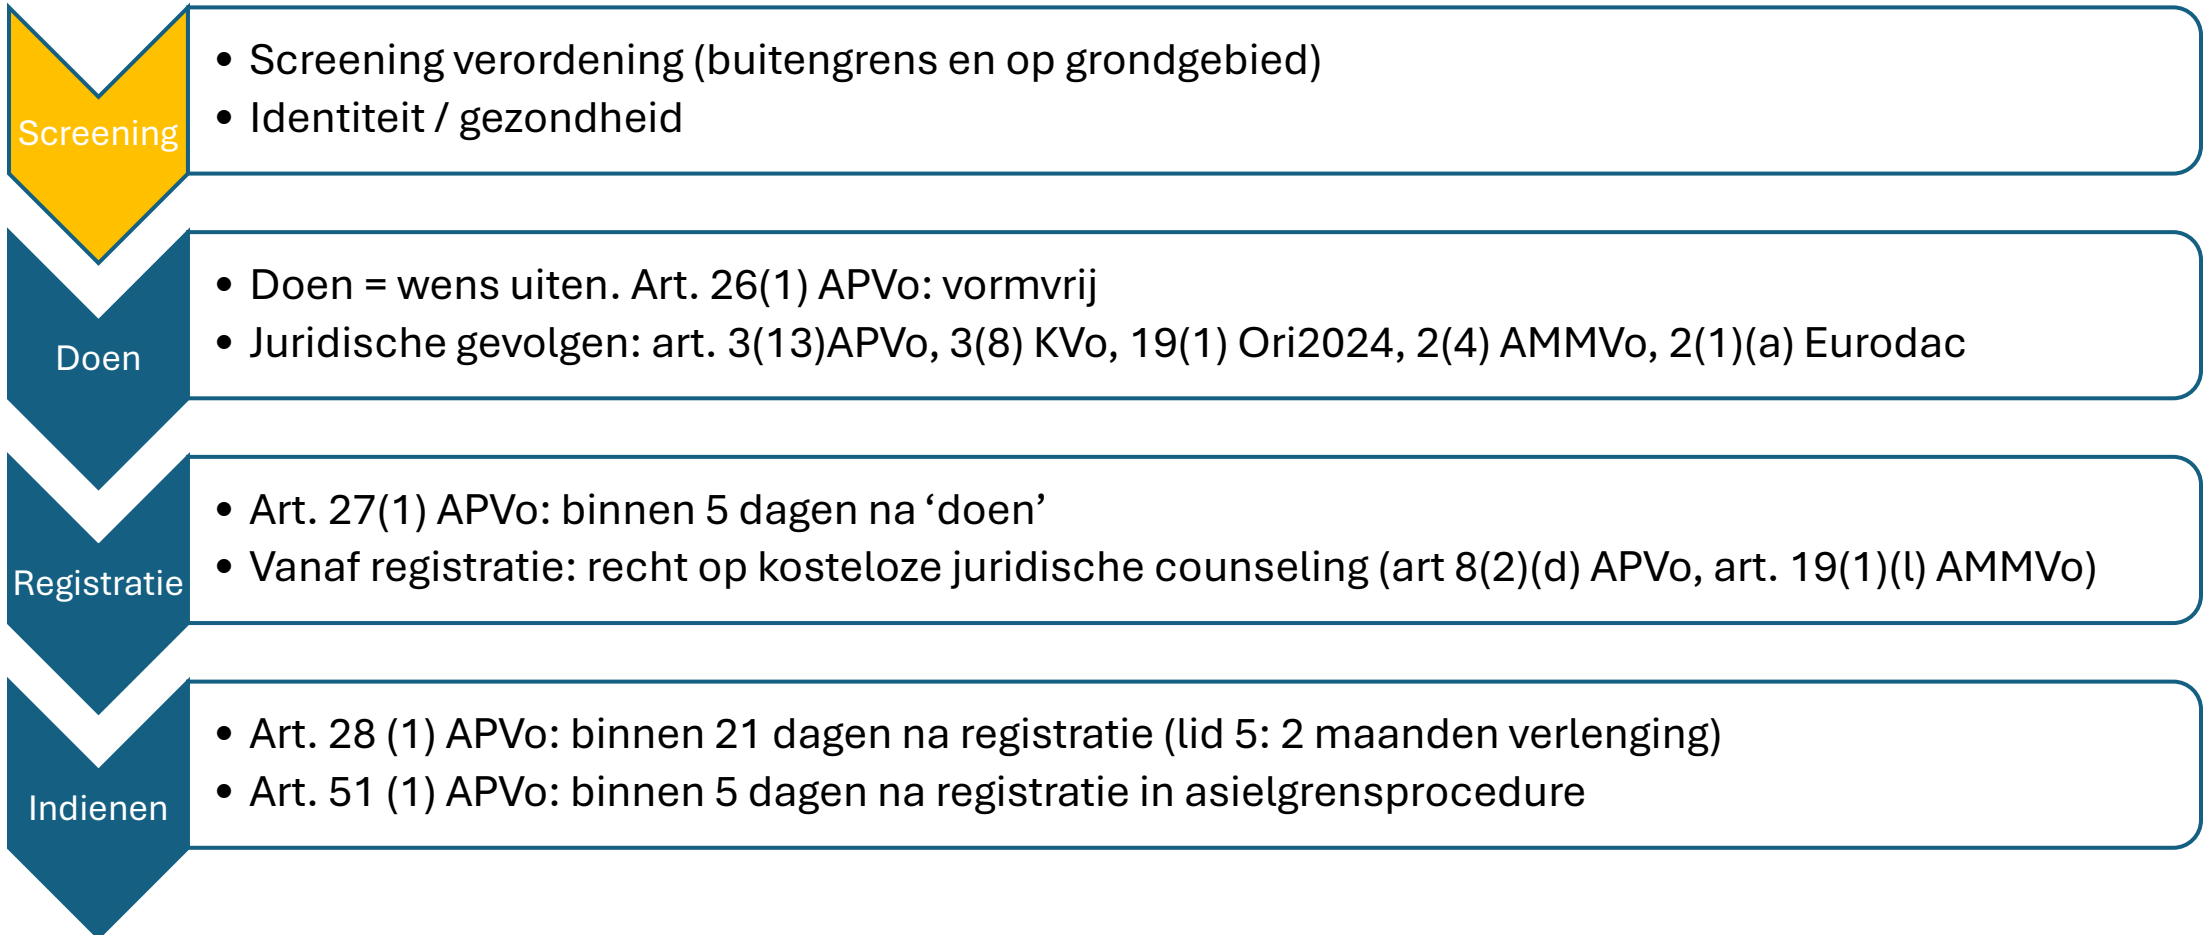 Screening
• Screening verordening (buitengrens en op grondgebied)
• Identiteit / gezondheid
Doen
• Doen = wens uiten. Art. 26(1) APVo: vormvrij
• Juridische gevolgen: art. 3(13)APVo, 3(8) KVo, 19(1) Ori2024, 2(4) AMMVo, 2(1)(a) Eurodac
Registratie
• Art. 27(1) APVo: binnen 5 dagen na ‘doen’
• Vanaf registratie: recht op kosteloze juridische counseling (art 8(2)(d) APVo, art. 19(1)(l) AMMVo)
Indienen
• Art. 28 (1) APVo: binnen 21 dagen na registratie (lid 5: 2 maanden verlenging)
• Art. 51 (1) APVo: binnen 5 dagen na registratie in asielgrensprocedure